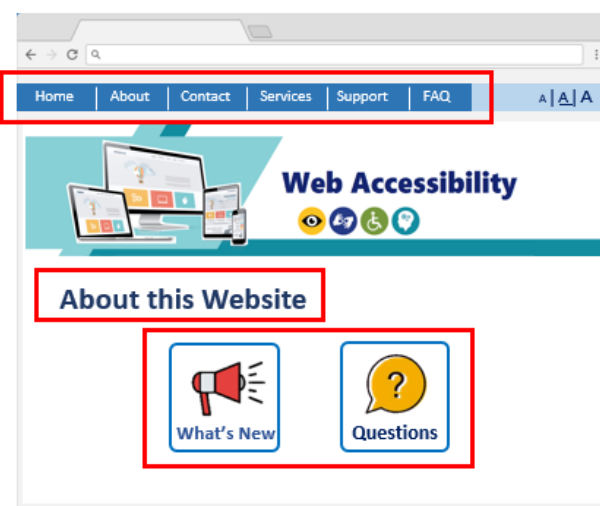 Home About Contact Services Support FAQ A A A
Web Accessibility
About this Website
What's New
Questions
?